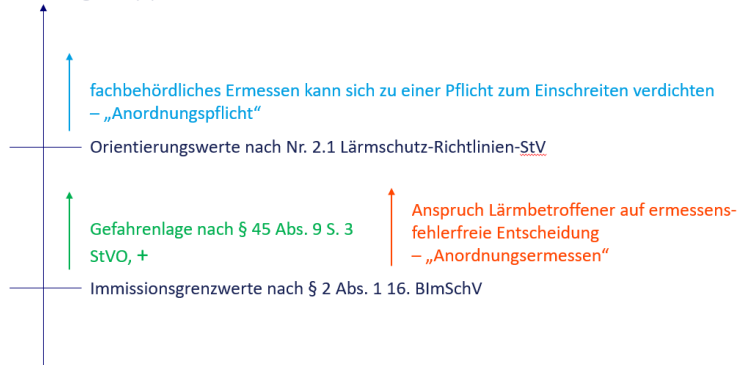 fachbehördliches Ermessen kann sich zu einer Pflicht zum Einschreiten verdichten
– „Anordnungspflicht“
Orientierungswerte nach Nr. 2.1 Lärmschutz-Richtlinien-StV
Gefahrenlage nach § 45 Abs. 9 S. 3
StVO, +
Anspruch Lärmbetroffener auf ermessens-
fehlerfreie Entscheidung
– „Anordnungsermessen“
Immissionsgrenzwerte nach § 2 Abs. 1 16. BImSchV